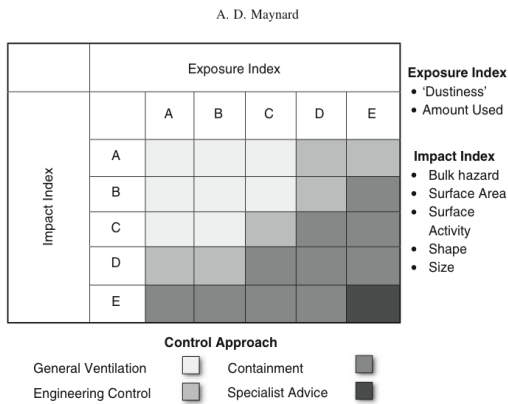 A. D. Maynard
Exposure Index
A B C D E
Impact Index
A
B
C
D
E
Exposure Index
• ‘Dustiness’
• Amount Used
Impact Index
• Bulk hazard
• Surface Area
• Surface
Activity
• Shape
• Size
Control Approach
General Ventilation Containment
Engineering Control Specialist Advice